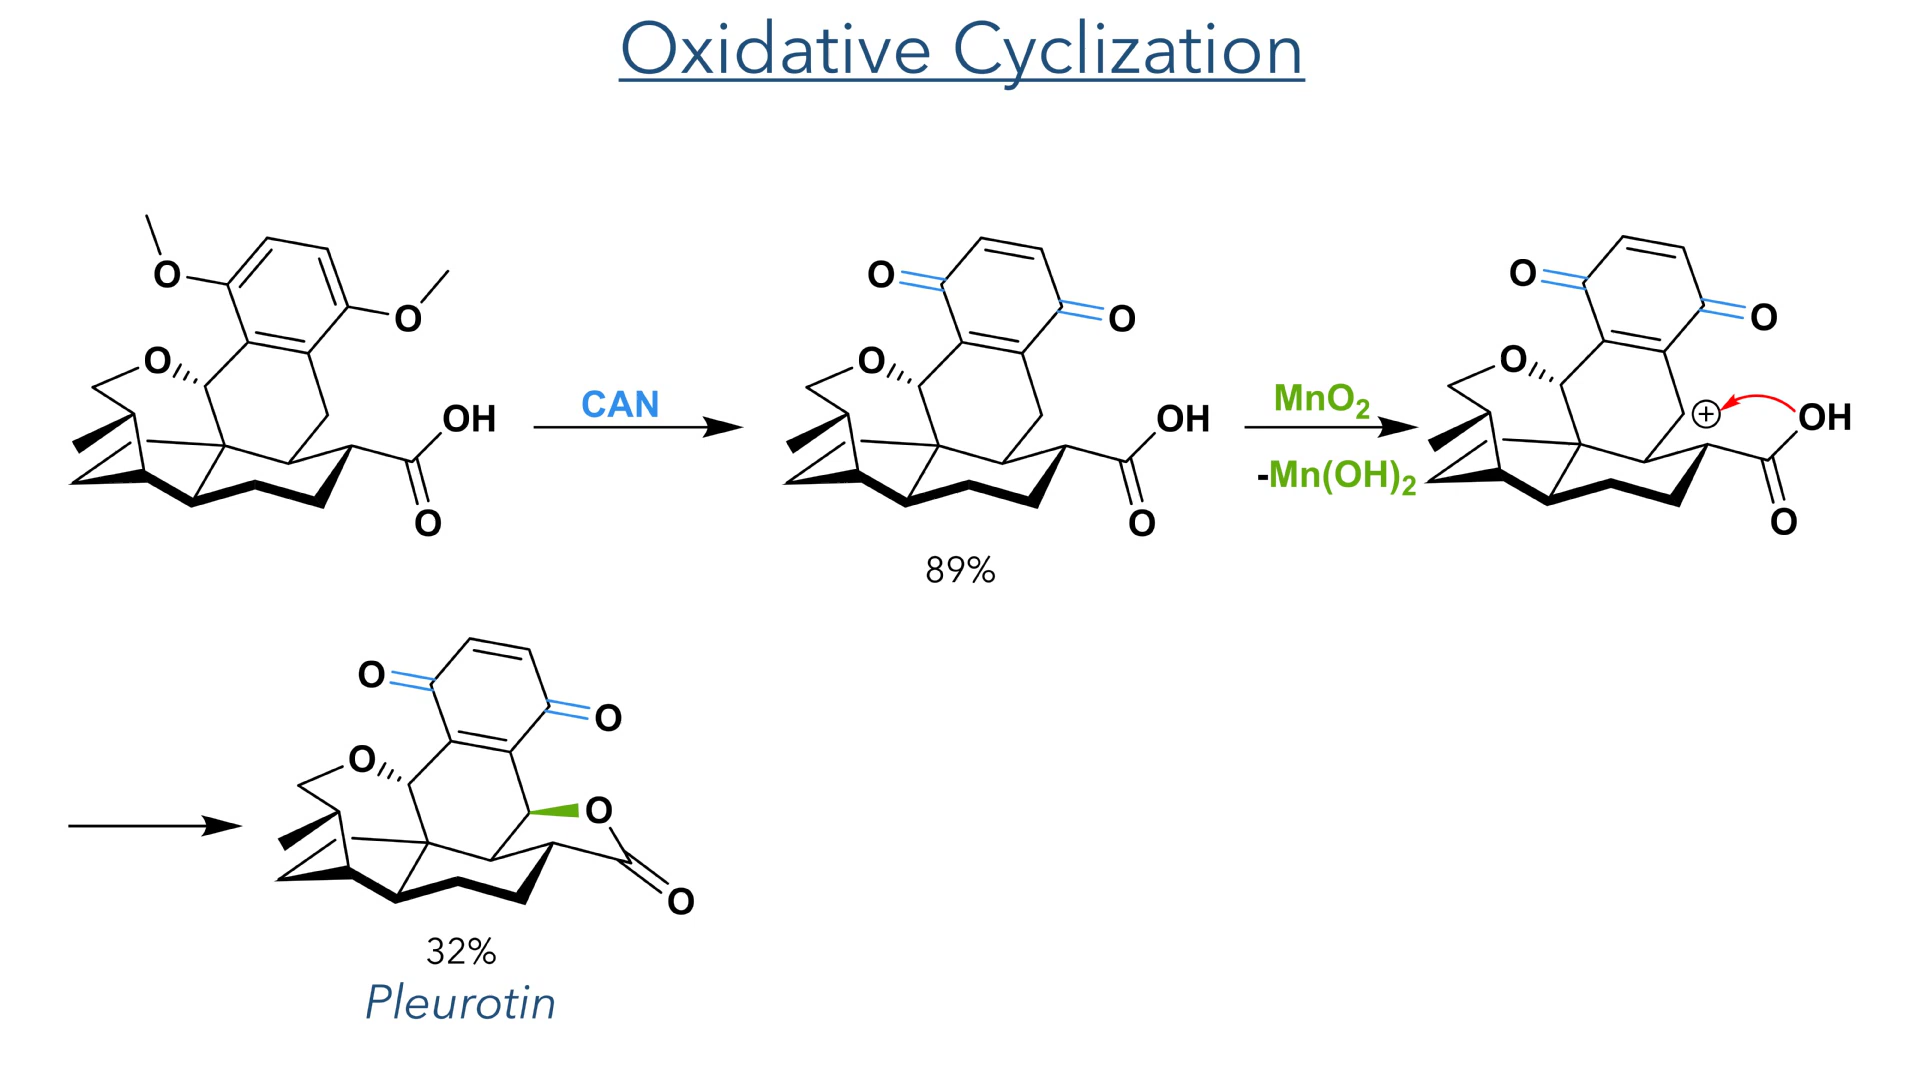 Oxidative Cyclization
O
O
O
OH
O
CAN
O
O
O
OH
O
89%
MnO2
-Mn(OH)2
O
O
O
+
OH
O
O
O
O
O
O
32%
Pleurotin